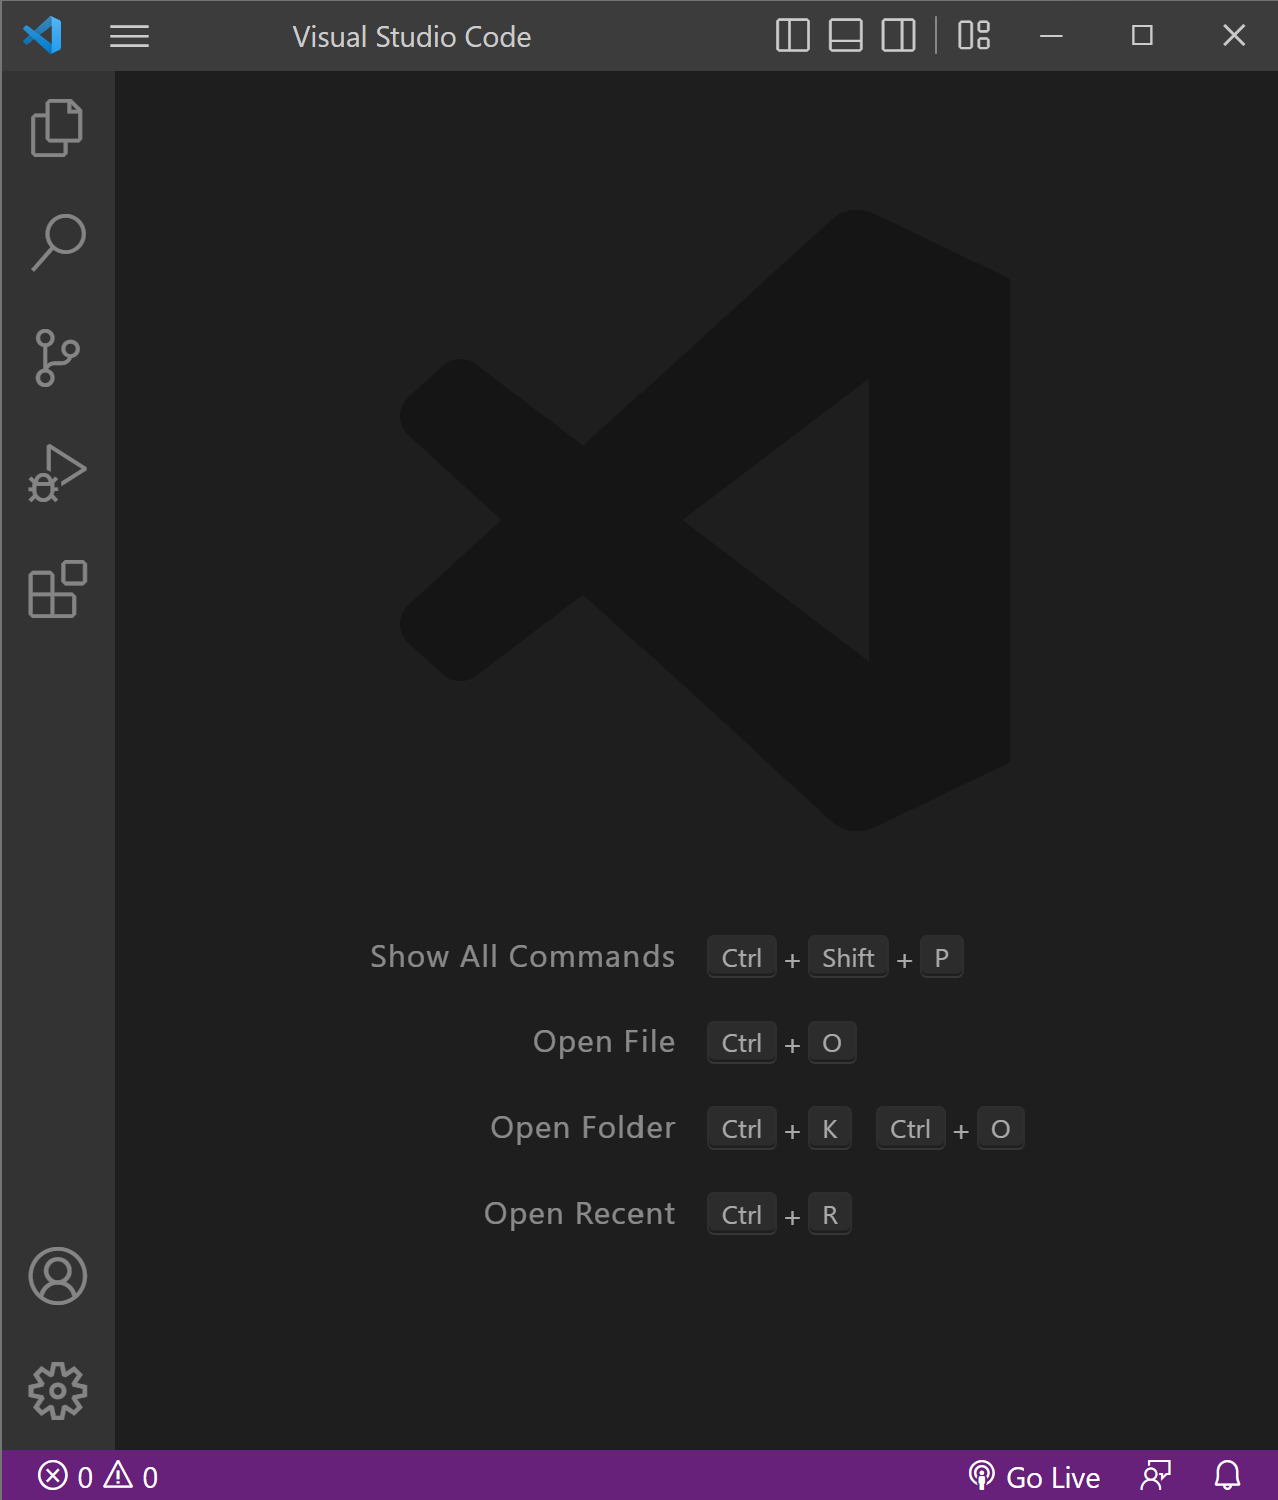 Visual Studio Code
Show All Commands Ctrl + Shift + P
Open File Ctrl + O
Open Folder Ctrl + K Ctrl + O
Open Recent Ctrl + R
0 0 Go Live